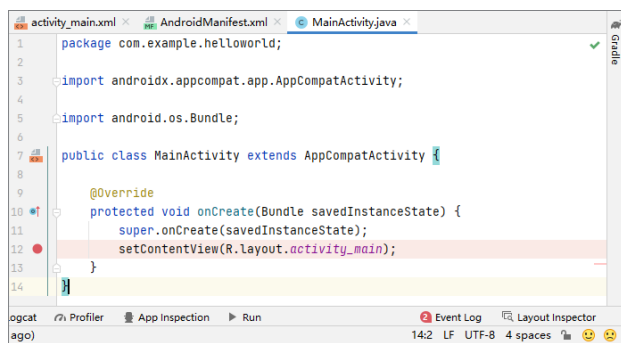 activity_main.xml AndroidManifest.xml MainActivity.java
1 package com.example.helloworld;
2
3 import androidx.appcompat.app.AppCompatActivity;
4
5 import android.os.Bundle;
6
7 public class MainActivity extends AppCompatActivity {
8
9 @Override
10 protected void onCreate(Bundle savedInstanceState) {
11 super.onCreate(savedInstanceState);
12 setContentView(R.layout.activity_main);
13 }
14 }
Gradle
ogcat Profiler App Inspection Run 2 Event Log Layout Inspector
ago) 14:2 LF UTF-8 4 spaces